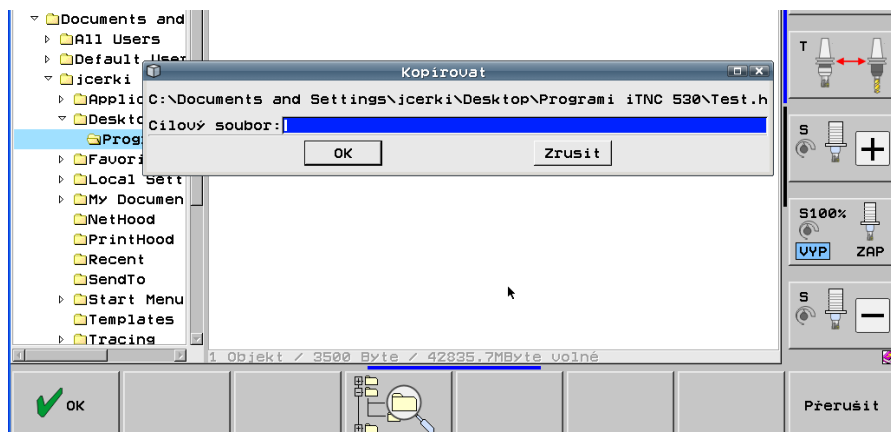 Documents and
All Users
Default User
jcerki
Applic
Deskto
Prog
Favori
Local Sett
My Documen
NetHood
PrintHood
Recent
SendTo
Start Menu
Templates
Tracing
Kopírovat
C:\Documents and Settings\jcerki\Desktop\Programi iTNC 530\Test.h
Cílový soubor:
OK
Zrusit
1 Objekt / 3500 Byte / 42835.7MByte volné
T
S
S100%
VYP ZAP
S
OK
Přerušit